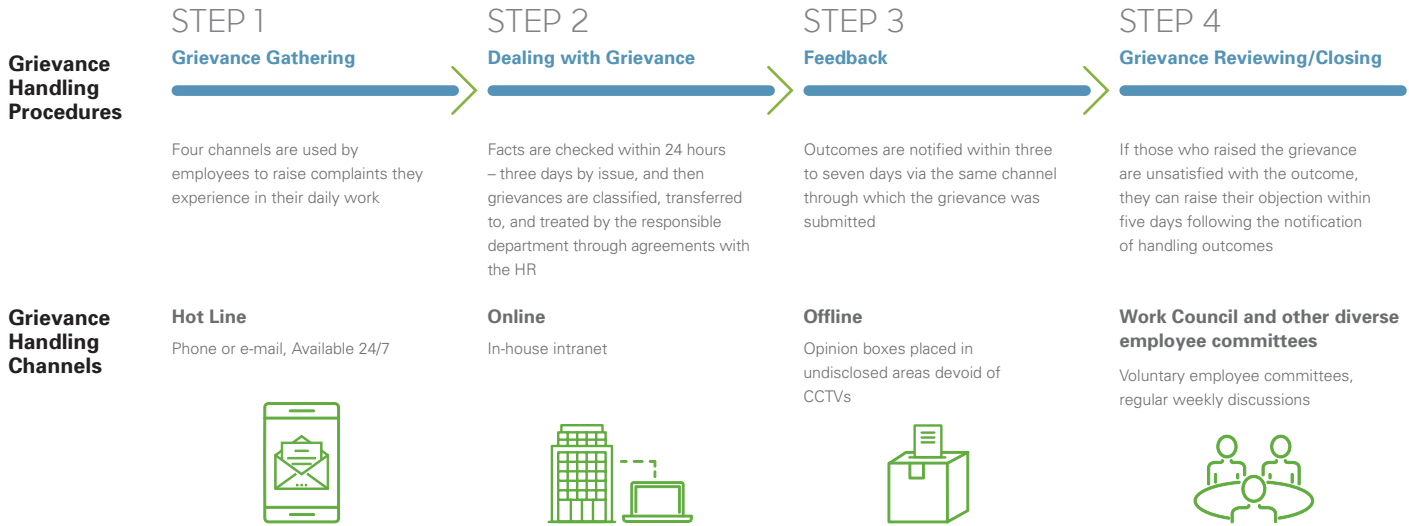 Grievance
Handling
Procedures
STEP 1
Grievance Gathering
Four channels are used by
employees to raise complaints they
experience in their daily work
STEP 2
Dealing with Grievance
Facts are checked within 24 hours
– three days by issue, and then
grievances are classified, transferred
to, and treated by the responsible
department through agreements with
the HR
STEP 3
Feedback
Outcomes are notified within three
to seven days via the same channel
through which the grievance was
submitted
STEP 4
Grievance Reviewing/Closing
If those who raised the grievance
are unsatisfied with the outcome,
they can raise their objection within
five days following the notification
of handling outcomes
Grievance
Handling
Channels
Hot Line
Phone or e-mail, Available 24/7
Online
In-house intranet
Offline
Opinion boxes placed in
undisclosed areas devoid of
CCTVs
Work Council and other diverse
employee committees
Voluntary employee committees,
regular weekly discussions